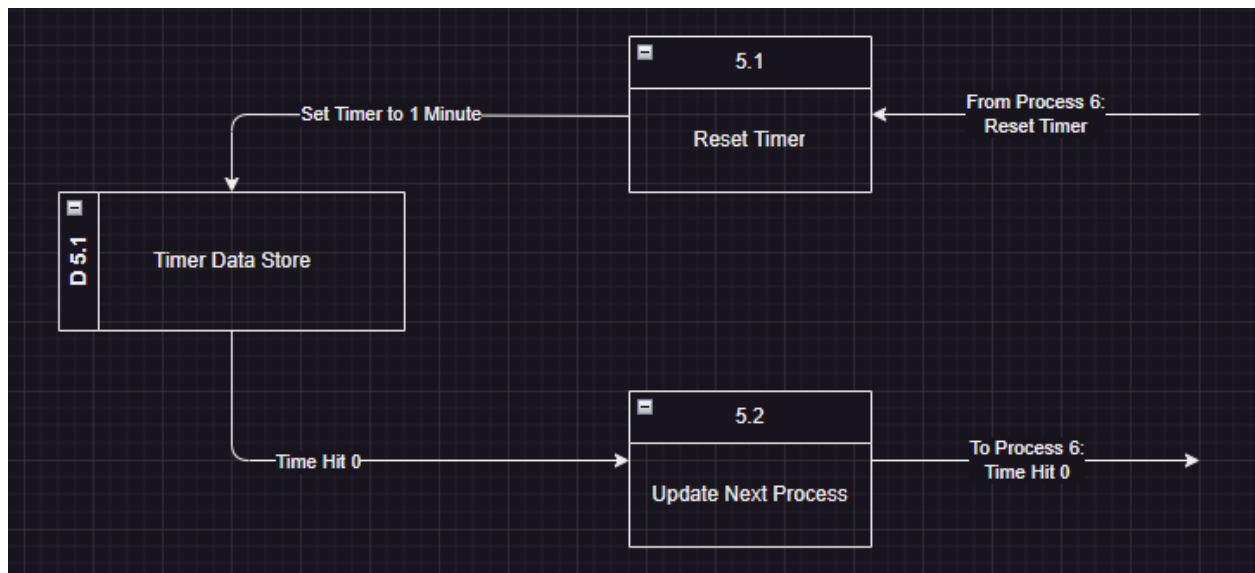 5.1
Reset Timer
From Process 6:
Reset Timer
Set Timer to 1 Minute
D 5.1
Timer Data Store
Time Hit 0
5.2
Update Next Process
To Process 6:
Time Hit 0